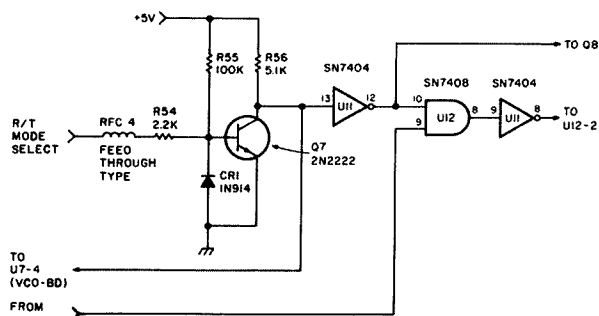 +5V
R55
100K
R56
5.1K
TO Q8
SN7404
SN7408
SN7404
R/T
MODE
SELECT
RFC 4
FEED
THROUGH
TYPE
R54
2.2K
13
U11
12
10
9
U12
8
9
U11
8
TO
U12-2
Q7
2N2222
CR1
1N914
TO
U7-4
(VCO-BD)
FROM